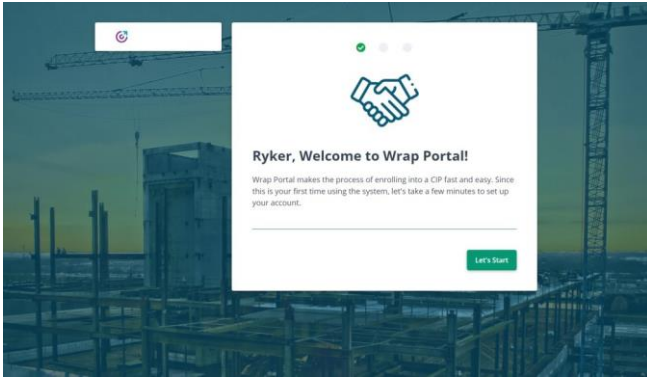 Ryker, Welcome to Wrap Portal!
Wrap Portal makes the process of enrolling into a CIP fast and easy. Since
this is your first time using the system, let's take a few minutes to set up
your account.
Let's Start